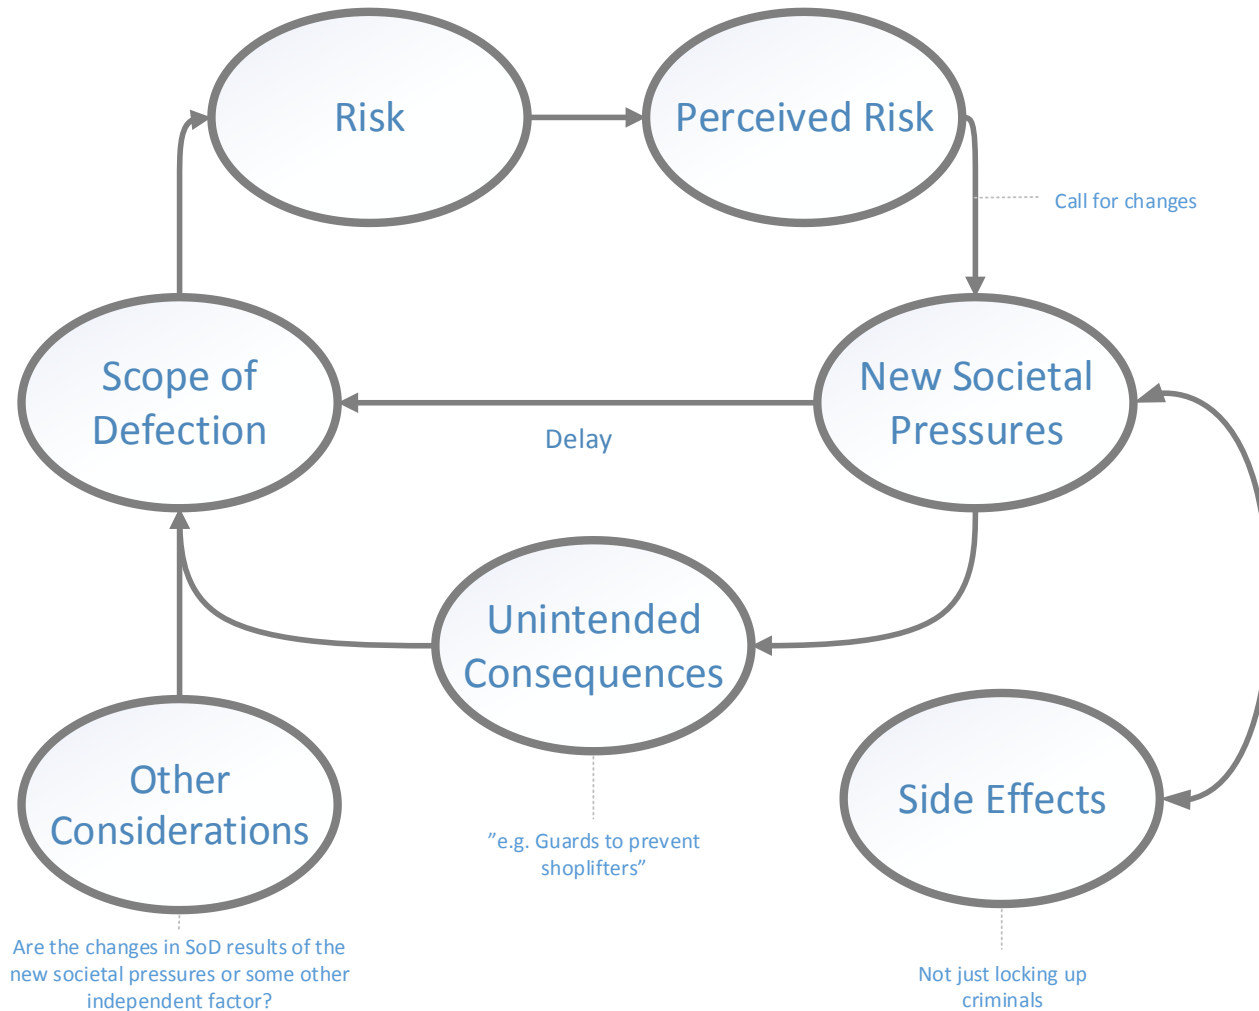 Risk
Perceived Risk
Call for changes
Scope of
Defection
New Societal
Pressures
Delay
Unintended
Consequences
Other
Considerations
Side Effects
”e.g. Guards to prevent
shoplifters”
Are the changes in SoD results of the
new societal pressures or some other
independent factor?
Not just locking up
criminals